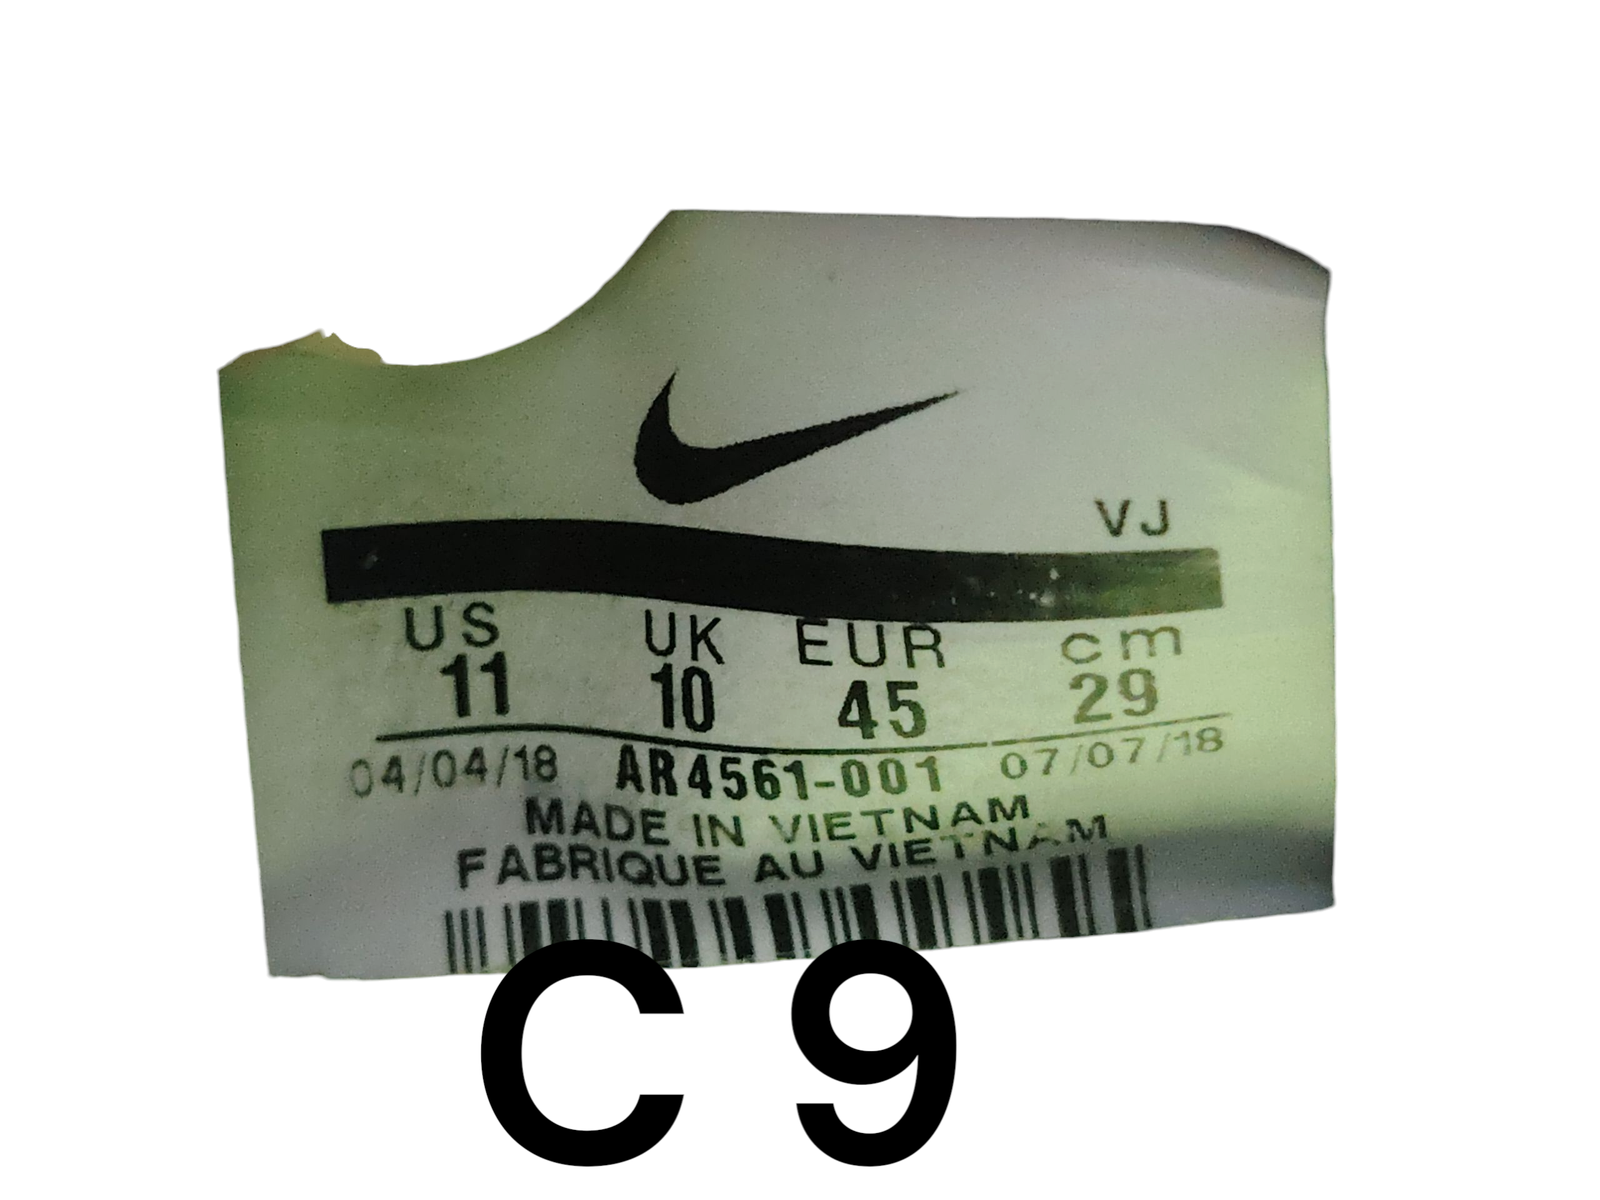 VJ
US UK EUR cm
11 10 45 29
04/04/18 AR4561-001 07/07/18
MADE IN VIETNAM
FABRIQUE AU VIETNAM
C 9